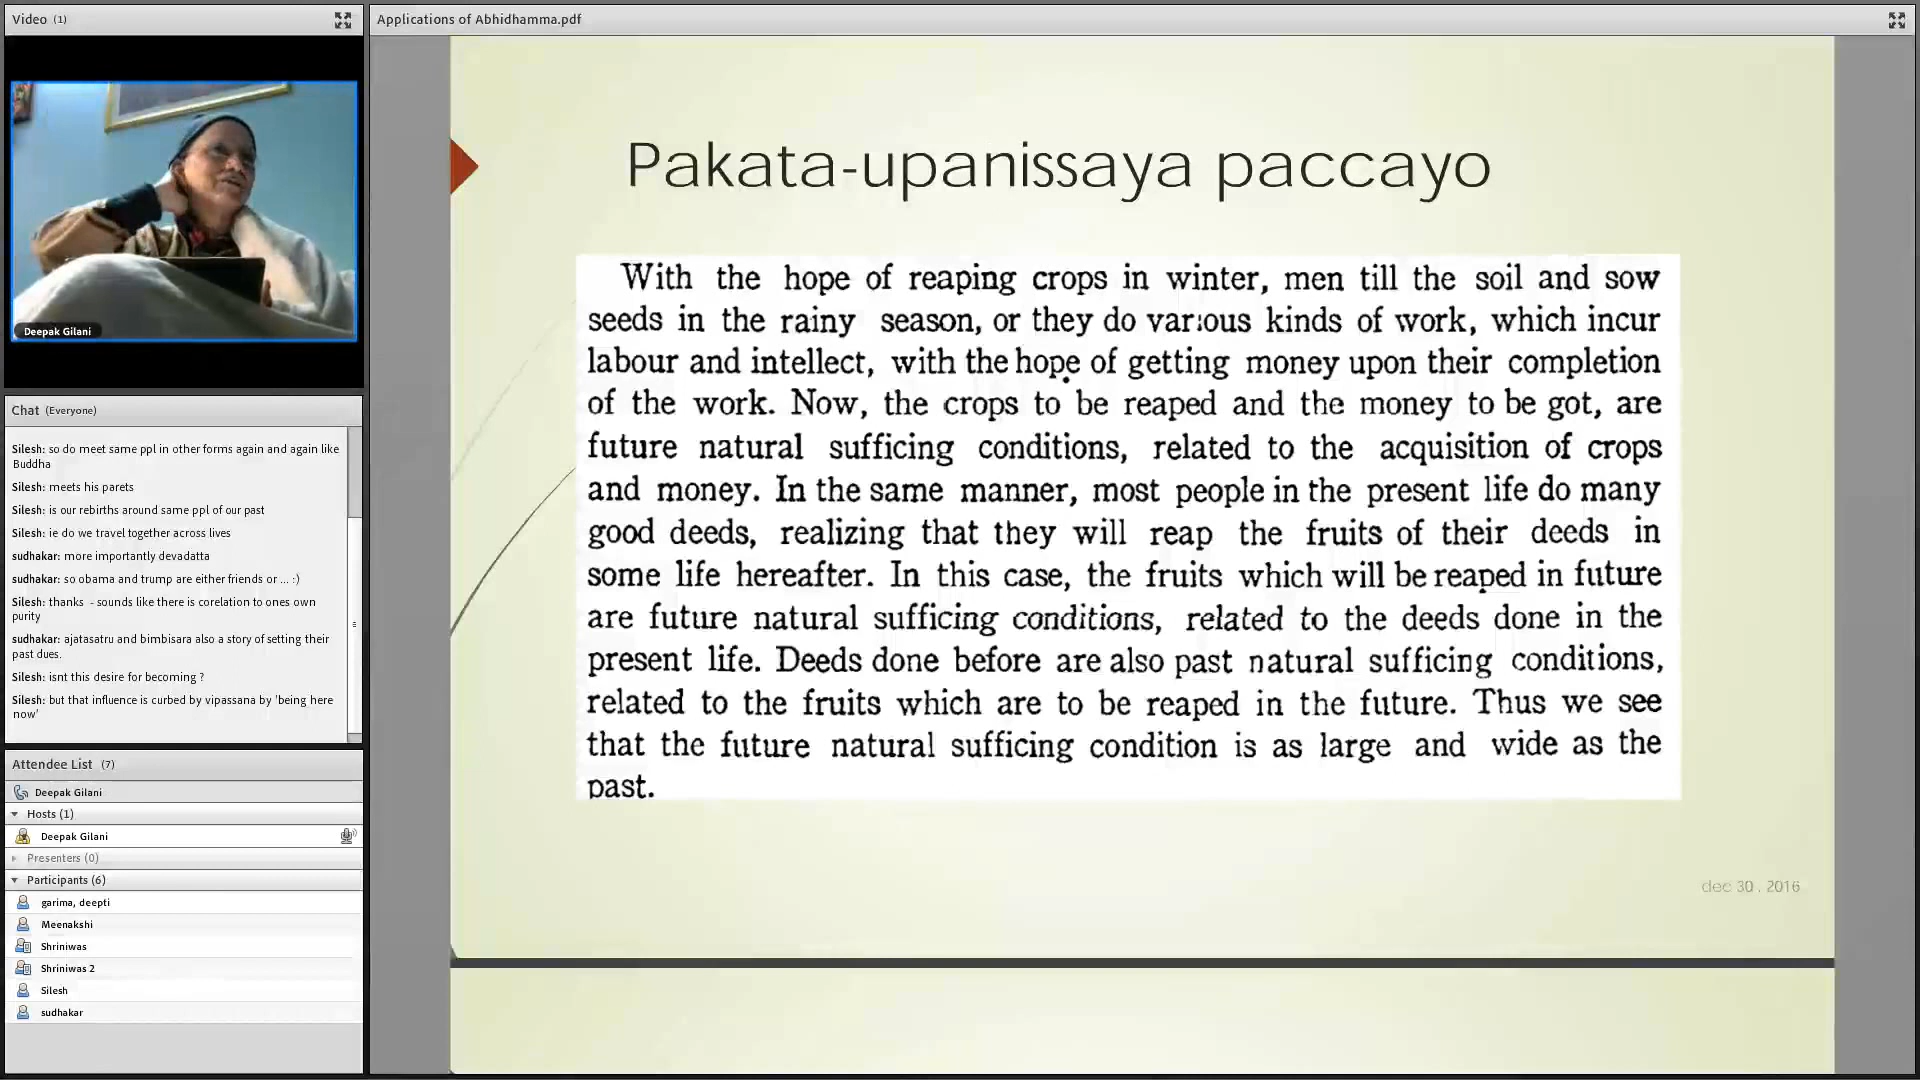 Video (1)
Deepak Gilani
Chat (Everyone)
Silesh: so do meet same ppl in other forms again and again like
Buddha
Silesh: meets his parets
Silesh: is our rebirths around same ppl of our past
Silesh: ie do we travel together across lives
sudhakar: more importantly devadatta
sudhakar: so obama and trump are either friends or ... :)
Silesh: thanks - sounds like there is corelation to ones own
purity
sudhakar: ajatasatru and bimbisara also a story of setting their
past dues.
Silesh: isnt this desire for becoming ?
Silesh: but that influence is curbed by vipassana by 'being here
now'
Attendee List (7)
Deepak Gilani
Hosts (1)
Deepak Gilani
Presenters (0)
Participants (6)
garima, deepti
Meenakshi
Shriniwas
Shriniwas 2
Silesh
sudhakar
Applications of Abhidhamma.pdf
Pakata-upanissaya paccayo
With the hope of reaping crops in winter, men till the soil and sow
seeds in the rainy season, or they do various kinds of work, which incur
labour and intellect, with the hope of getting money upon their completion
of the work. Now, the crops to be reaped and the money to be got, are
future natural sufficing conditions, related to the acquisition of crops
and money. In the same manner, most people in the present life do many
good deeds, realizing that they will reap the fruits of their deeds in
some life hereafter. In this case, the fruits which will be reaped in future
are future natural sufficing conditions, related to the deeds done in the
present life. Deeds done before are also past natural sufficing conditions,
related to the fruits which are to be reaped in the future. Thus we see
that the future natural sufficing condition is as large and wide as the
past.
dec 30 . 2016